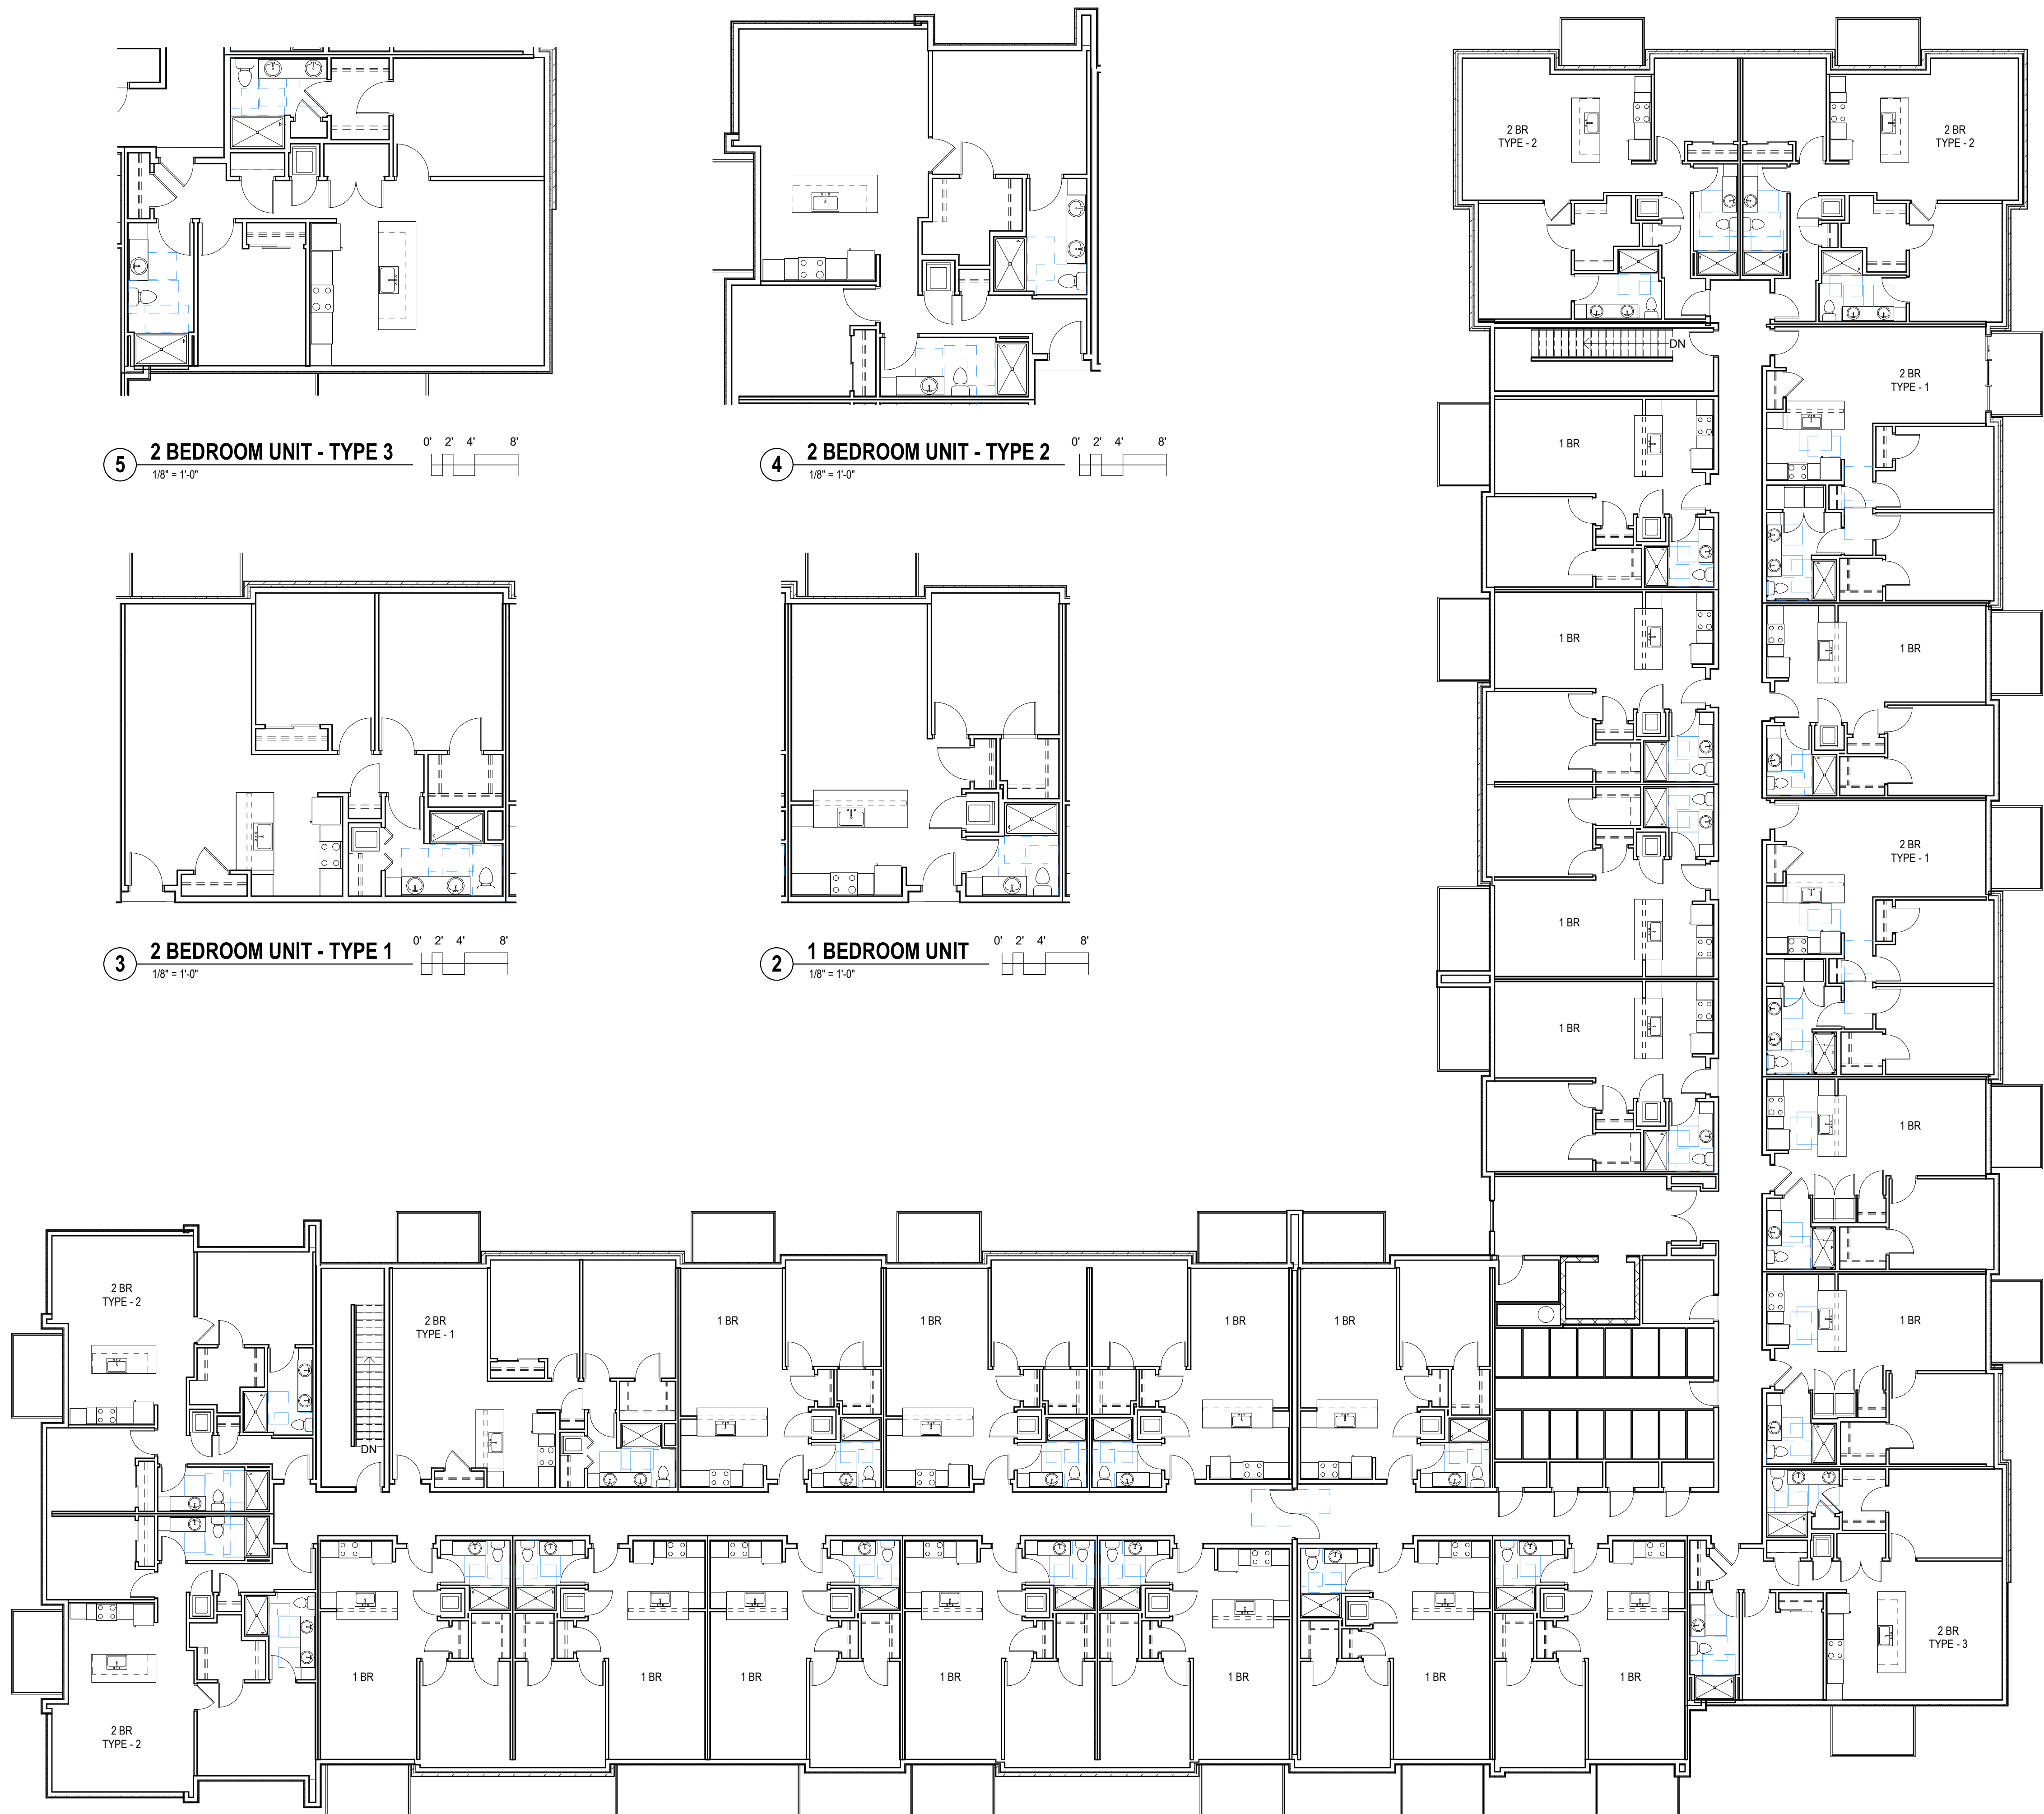 2 BR
TYPE - 2
2 BR
TYPE - 2
DN
2 BR
TYPE - 1
1 BR
0' 2' 4' 8'
5 2 BEDROOM UNIT - TYPE 3
1/8" = 1'-0"
0' 2' 4' 8'
4 2 BEDROOM UNIT - TYPE 2
1/8" = 1'-0"
1 BR
1 BR
2 BR
TYPE - 1
1 BR
0' 2' 4' 8'
3 2 BEDROOM UNIT - TYPE 1
1/8" = 1'-0"
0' 2' 4' 8'
2 1 BEDROOM UNIT
1/8" = 1'-0"
1 BR
1 BR
2 BR
TYPE - 2
2 BR
TYPE - 1
1 BR
1 BR
1 BR
1 BR
1 BR
DN
1 BR
1 BR
1 BR
1 BR
1 BR
1 BR
1 BR
2 BR
TYPE - 3
2 BR
TYPE - 2